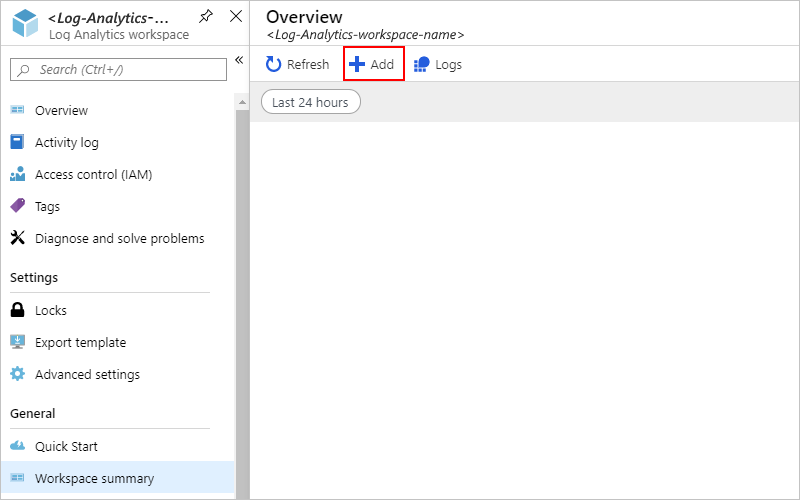 <Log-Analytics-...
Log Analytics workspace
Search (Ctrl+/)
Overview
Activity log
Access control (IAM)
Tags
Diagnose and solve problems
Settings
Locks
Export template
Advanced settings
General
Quick Start
Workspace summary
Overview
<Log-Analytics-workspace-name>
Refresh Add Logs
Last 24 hours